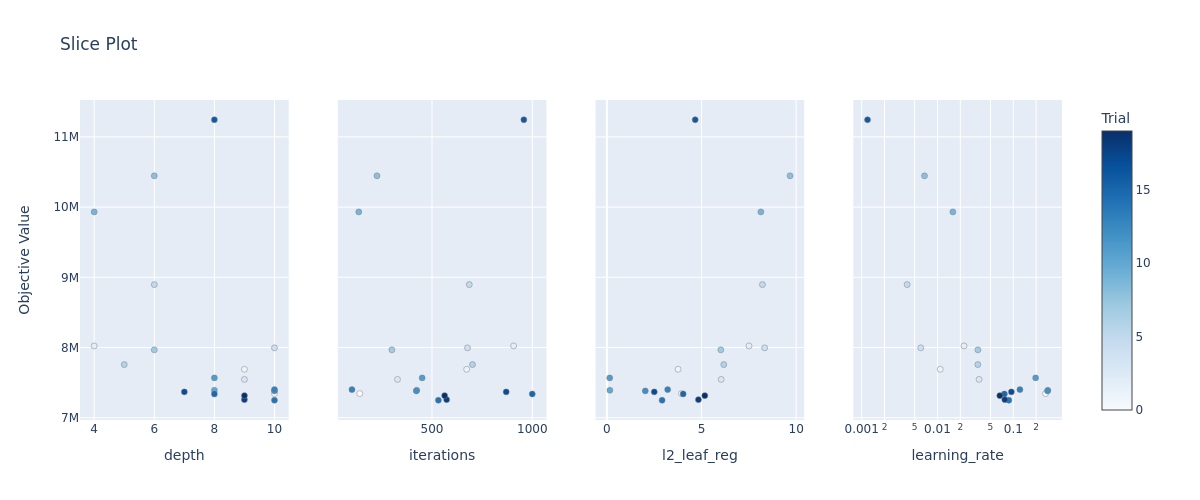 Slice Plot
Trial
11M
10M
9M
8M
7M
Objective Value
15
10
5
0
4 6 8 10
500 1000
0 5 10
0.001 2 5 0.01 2 5 0.1 2
depth
iterations
l2_leaf_reg
learning_rate